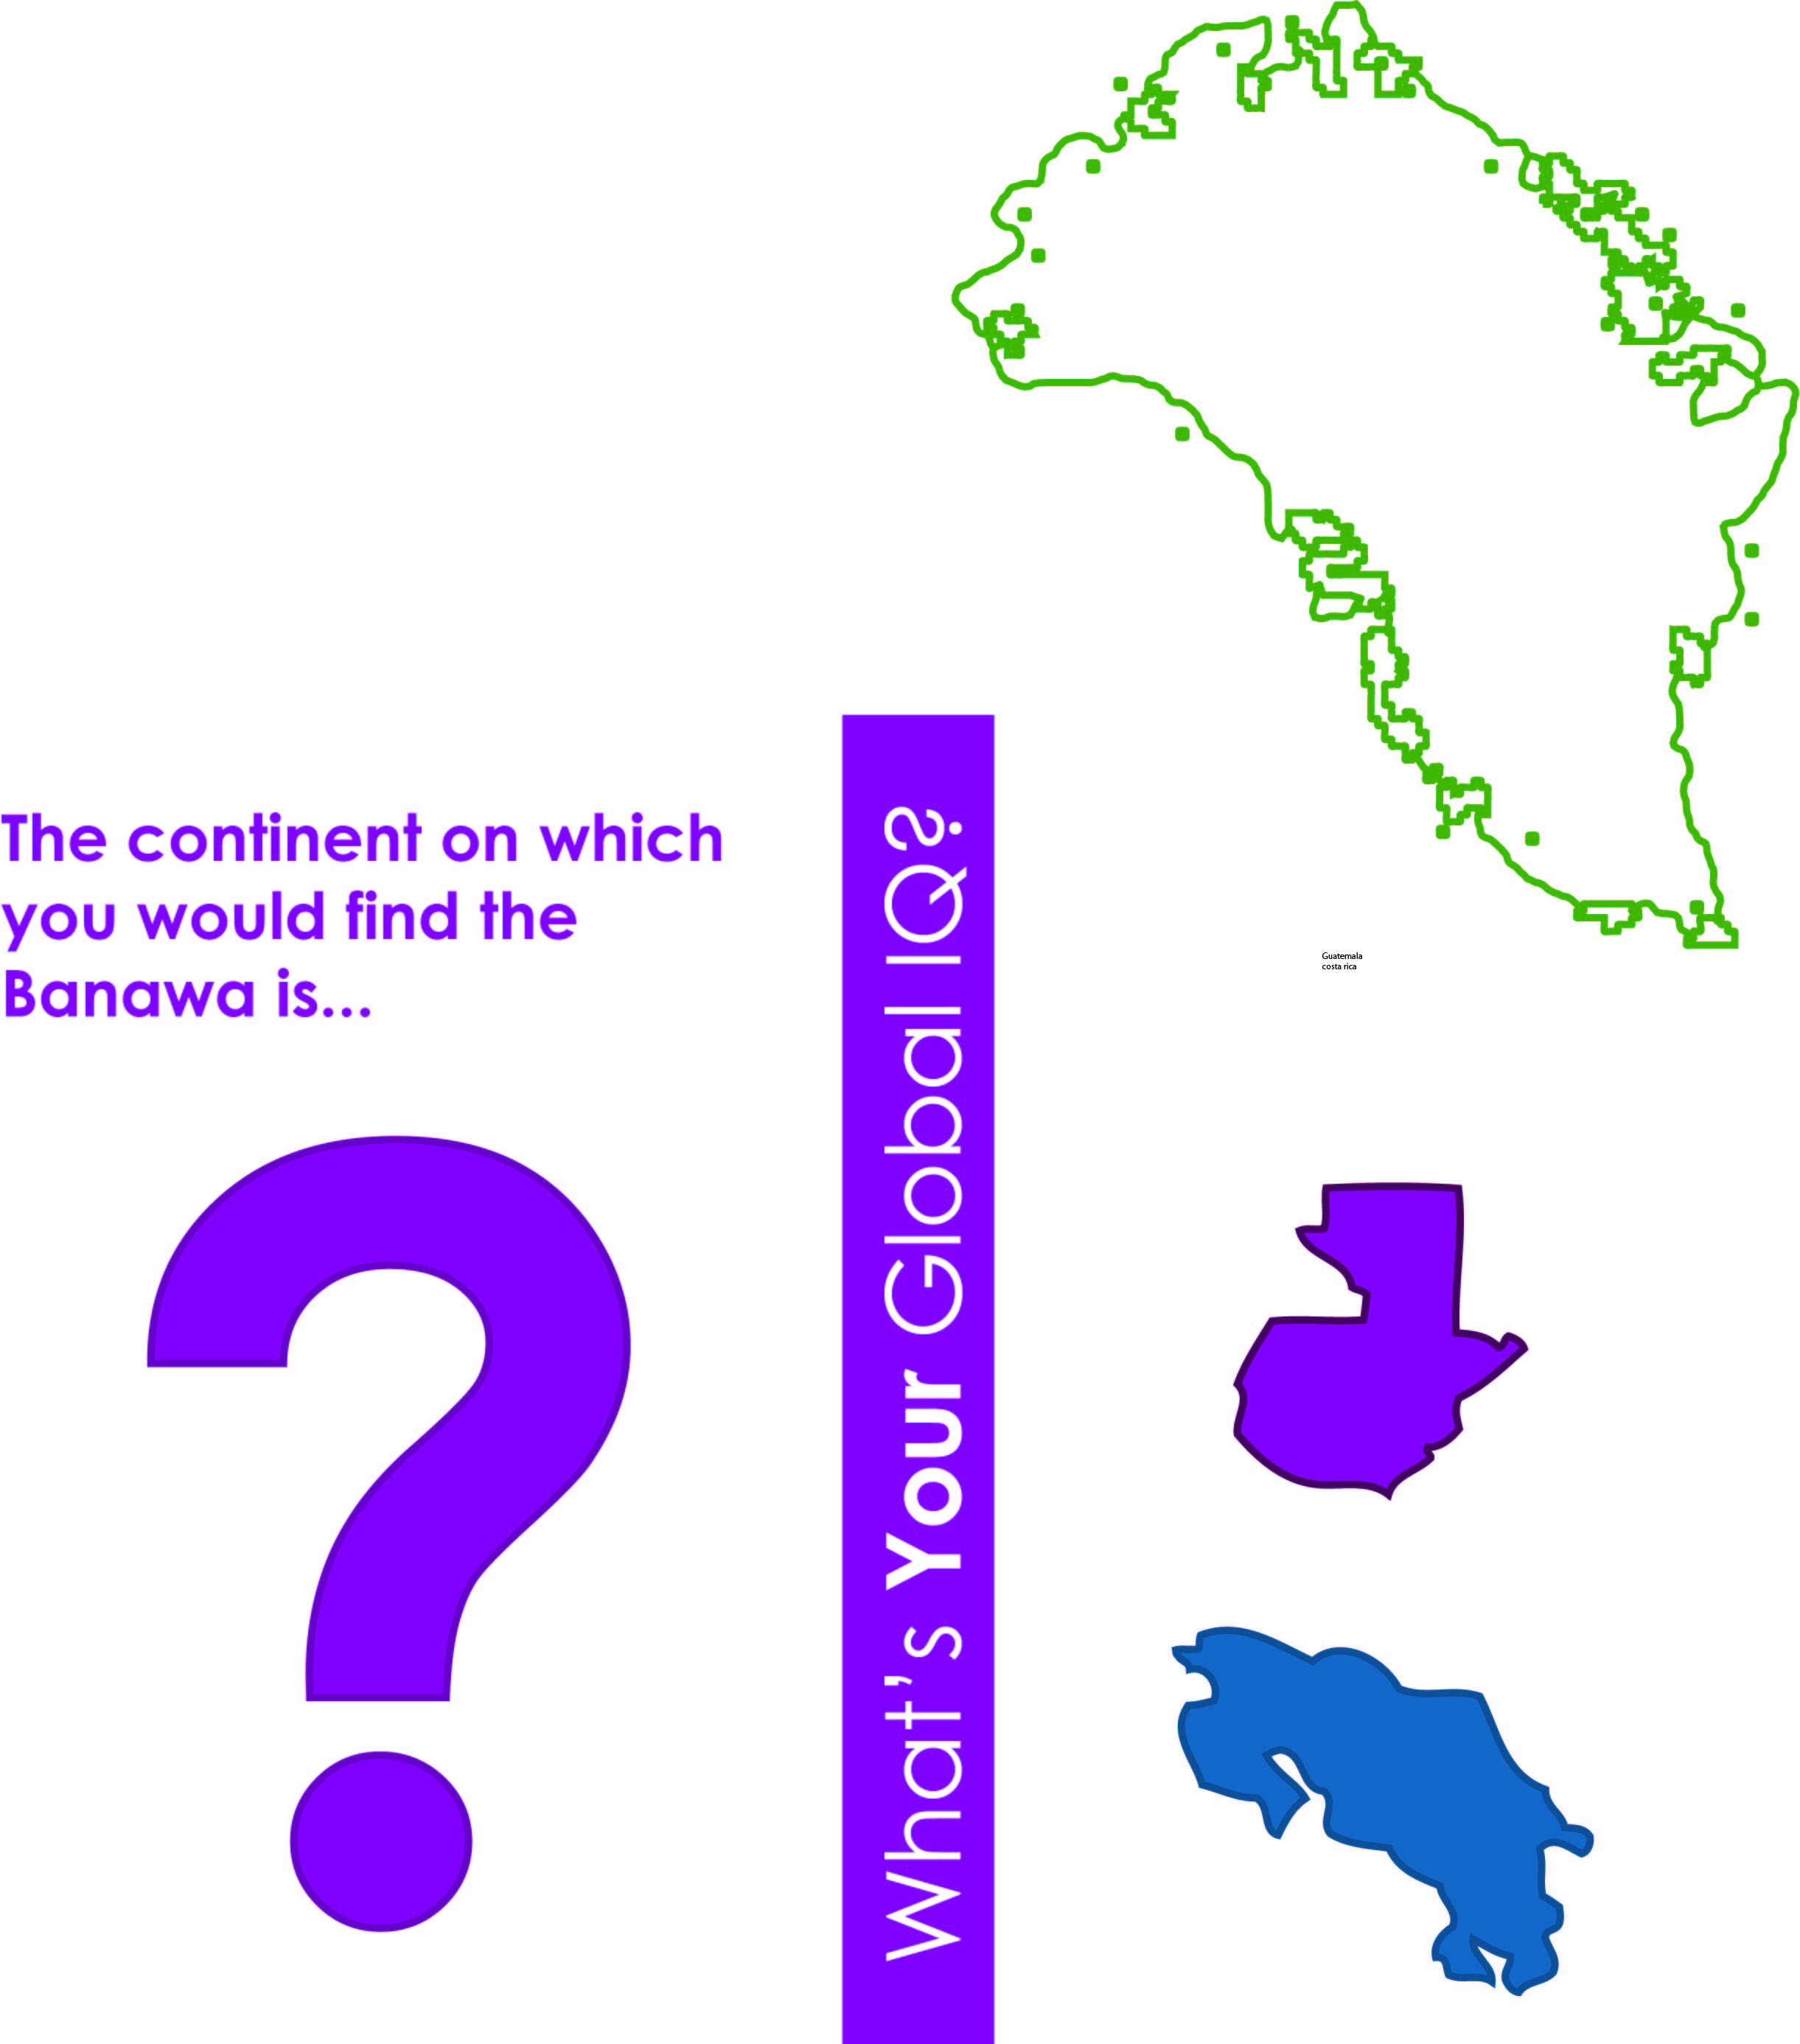 The continent on which
you would find the
Banawa is...
What's Your Global IQ?
Guatemala
costa rica